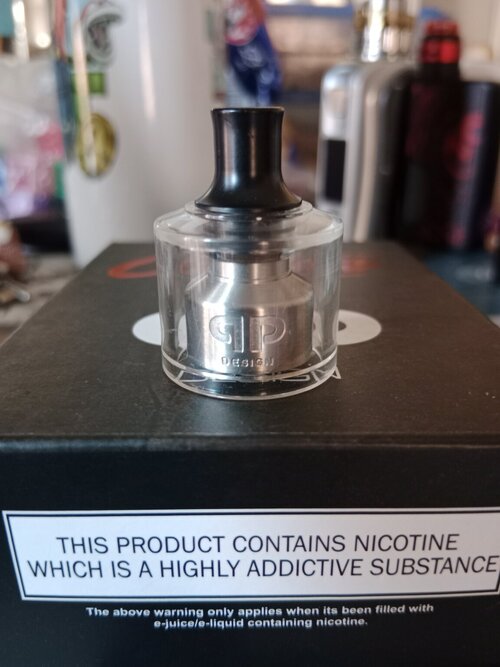 qp
DESIGN
THIS PRODUCT CONTAINS NICOTINE
WHICH IS A HIGHLY ADDICTIVE SUBSTANCE
The above warning only applies when its been filled with
e-juice/e-liquid containing nicotine.